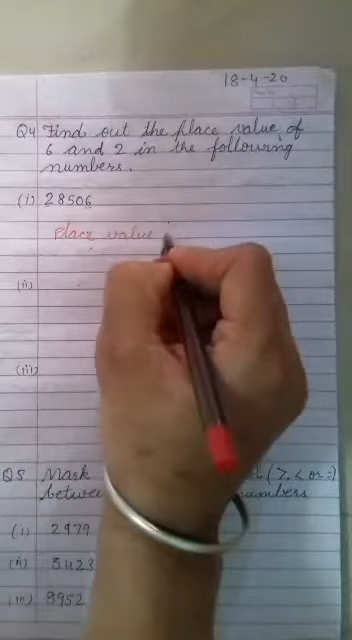 18-4-20
Q4 Find out the place value of
6 and 2 in the following
numbers.
(i) 28506
Place value
(ii)
(iii)
Q5 Mark (>, < or =)
betwe numbers
(i) 2979
(ii) 5423
(iii) 8952